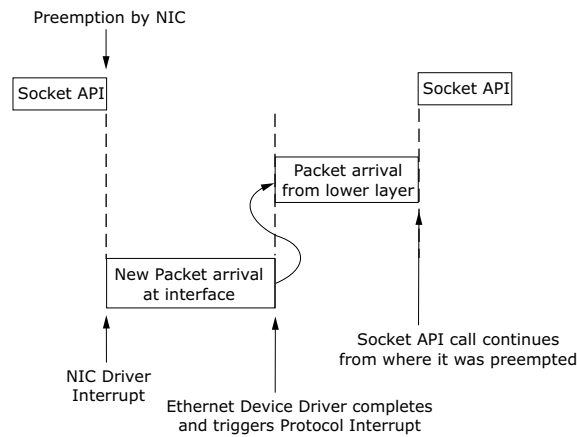 Preemption by NIC
Socket API
Socket API
Packet arrival
from lower layer
New Packet arrival
at interface
Socket API call continues
from where it was preempted
NIC Driver
Interrupt
Ethernet Device Driver completes
and triggers Protocol Interrupt